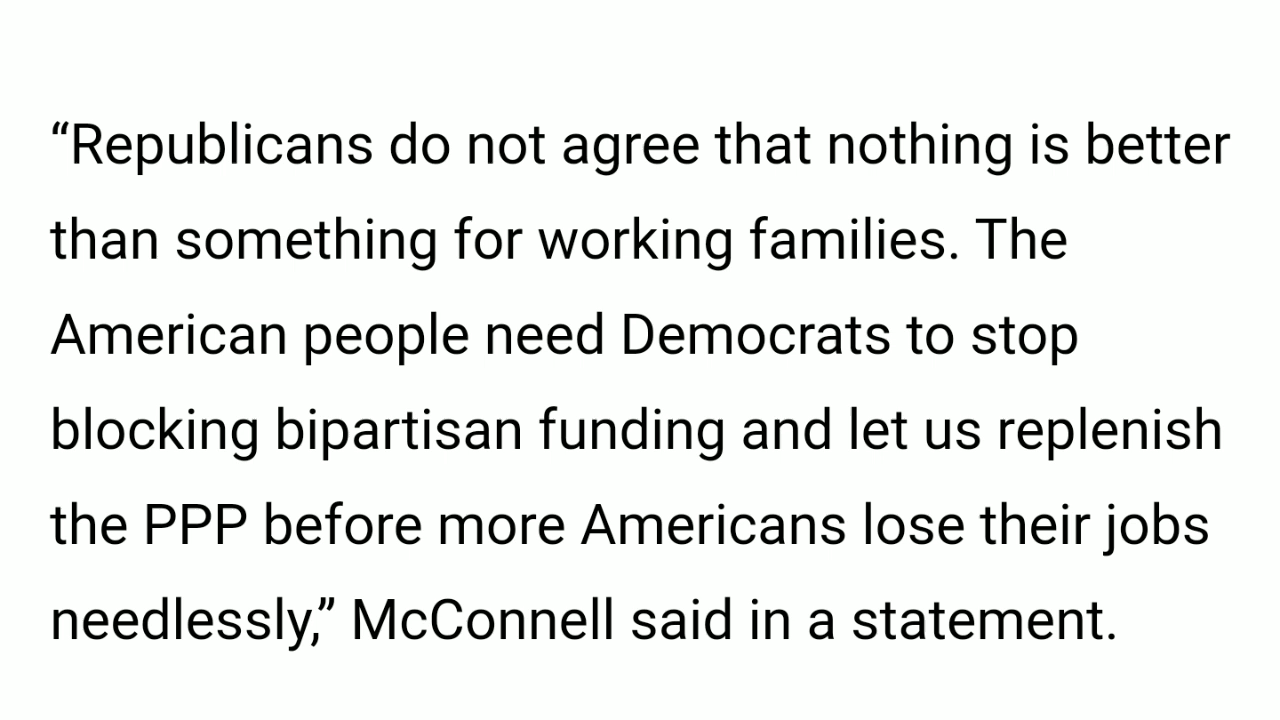 “Republicans do not agree that nothing is better
than something for working families. The
American people need Democrats to stop
blocking bipartisan funding and let us replenish
the PPP before more Americans lose their jobs
needlessly,” McConnell said in a statement.